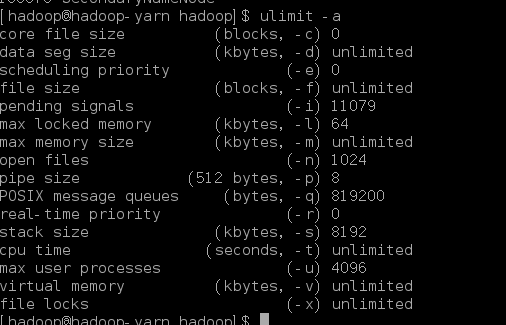 [hadoop@hadoop-yarn hadoop]$ ulimit -a
core file size          (blocks, -c) 0
data seg size           (kbytes, -d) unlimited
scheduling priority             (-e) 0
file size               (blocks, -f) unlimited
pending signals                 (-i) 11079
max locked memory       (kbytes, -l) 64
max memory size         (kbytes, -m) unlimited
open files                      (-n) 1024
pipe size            (512 bytes, -p) 8
POSIX message queues     (bytes, -q) 819200
real-time priority              (-r) 0
stack size              (kbytes, -s) 8192
cpu time               (seconds, -t) unlimited
max user processes              (-u) 4096
virtual memory          (kbytes, -v) unlimited
file locks                      (-x) unlimited
[hadoop@hadoop-yarn hadoop]$